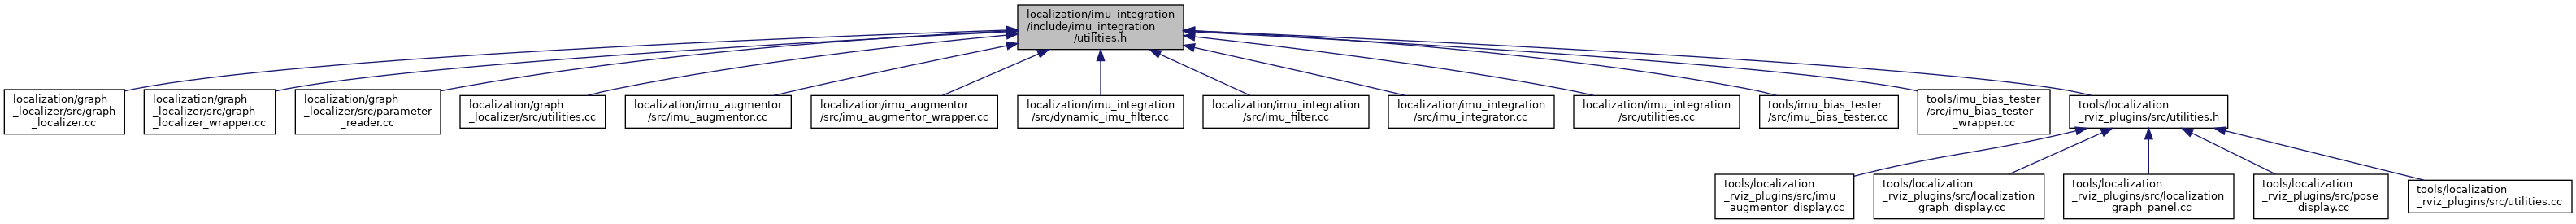 localization/imu_integration
/include/imu_integration
/utilities.h
localization/graph
_localizer/src/graph
_localizer.cc
localization/graph
_localizer/src/graph
_localizer_wrapper.cc
localization/graph
_localizer/src/parameter
_reader.cc
localization/graph
_localizer/src/utilities.cc
localization/imu_augmentor
/src/imu_augmentor.cc
localization/imu_augmentor
/src/imu_augmentor_wrapper.cc
localization/imu_integration
/src/dynamic_imu_filter.cc
localization/imu_integration
/src/imu_filter.cc
localization/imu_integration
/src/imu_integrator.cc
localization/imu_integration
/src/utilities.cc
tools/imu_bias_tester
/src/imu_bias_tester.cc
tools/imu_bias_tester
/src/imu_bias_tester
_wrapper.cc
tools/localization
_rviz_plugins/src/utilities.h
tools/localization
_rviz_plugins/src/imu
_augmentor_display.cc
tools/localization
_rviz_plugins/src/localization
_graph_display.cc
tools/localization
_rviz_plugins/src/localization
_graph_panel.cc
tools/localization
_rviz_plugins/src/pose
_display.cc
tools/localization
_rviz_plugins/src/utilities.cc